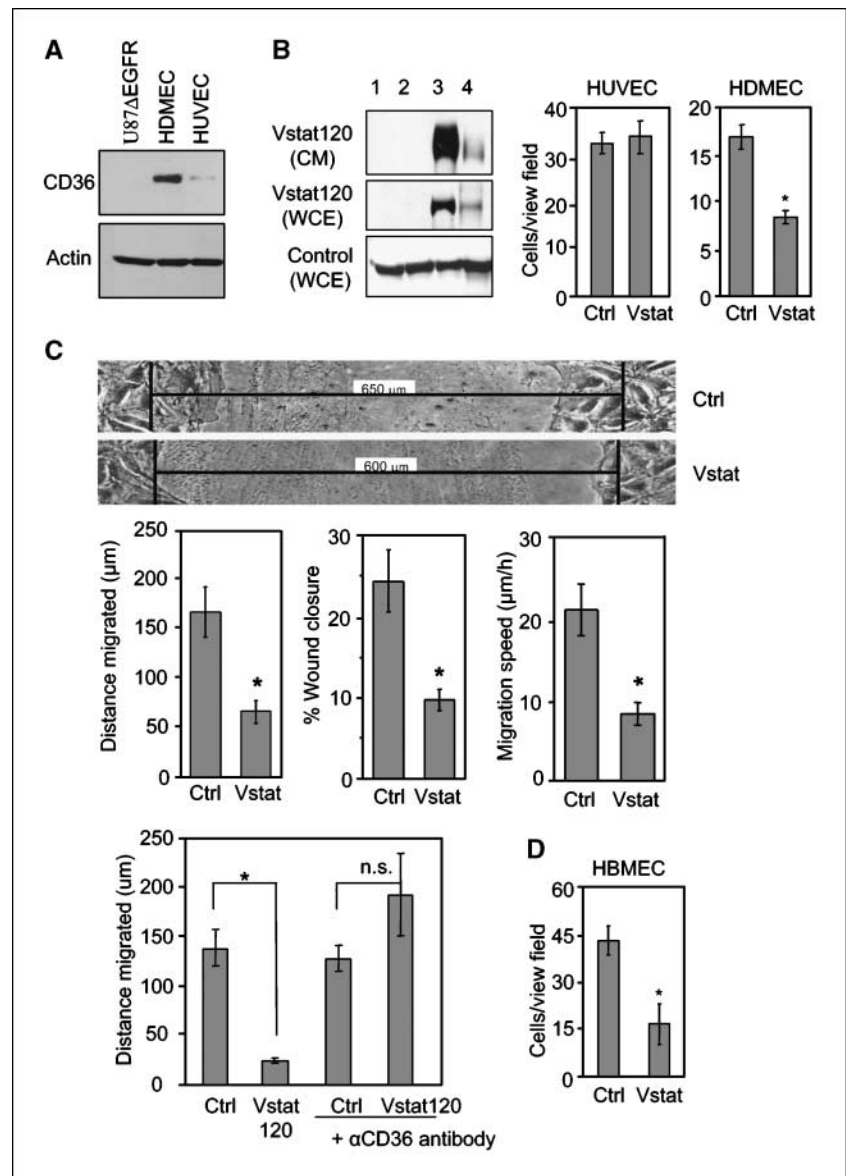 A
U87ΔEGFR
HDMEC
HUVEC
CD36
Actin
B
1 2 3 4
Vstat120
(CM)
Vstat120
(WCE)
Control
(WCE)
HUVEC
Cells/view field
40
30
20
10
0
Ctrl Vstat
HDMEC
20
15
10
5
0
*
Ctrl Vstat
C
650 µm
Ctrl
600 µm
Vstat
Distance migrated (µm)
250
200
150
100
50
0
*
Ctrl Vstat
% Wound closure
30
20
10
0
*
Ctrl Vstat
Migration speed (µm/h)
30
20
10
0
*
Ctrl Vstat
Distance migrated (um)
250
200
150
100
50
0
*
n.s.
Ctrl Vstat Ctrl Vstat120
120
+ αCD36 antibody
D
HBMEC
Cells/view field
60
45
30
15
0
*
Ctrl Vstat